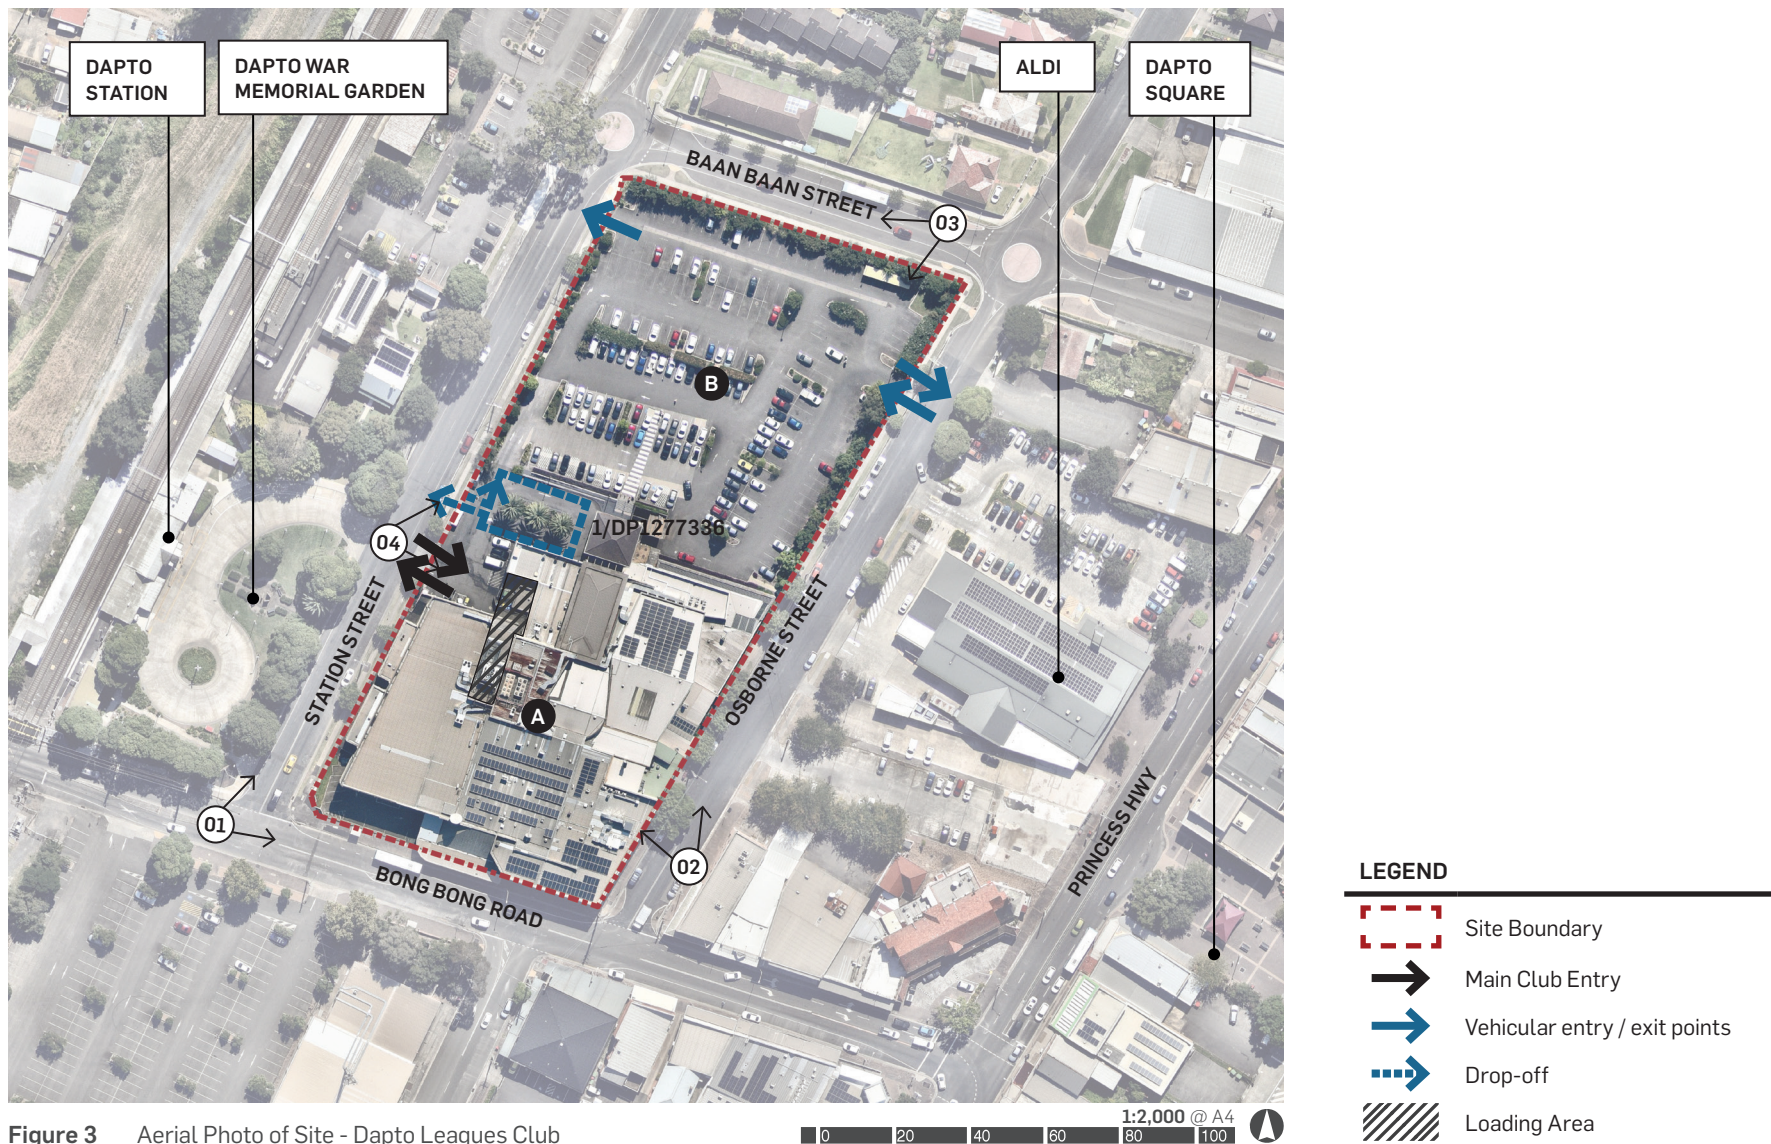 DAPTO
STATION
DAPTO WAR
MEMORIAL GARDEN
ALDI
DAPTO
SQUARE
BAAN BAAN STREET
03
B
1/DP1277336
04
STATION STREET
OSBORNE STREET
A
01
02
BONG BONG ROAD
PRINCESS HWY
LEGEND
Site Boundary
Main Club Entry
Vehicular entry / exit points
Drop-off
Loading Area
Figure 3 Aerial Photo of Site - Dapto Leagues Club
1:2,000 @ A4
0 20 40 60 80 100